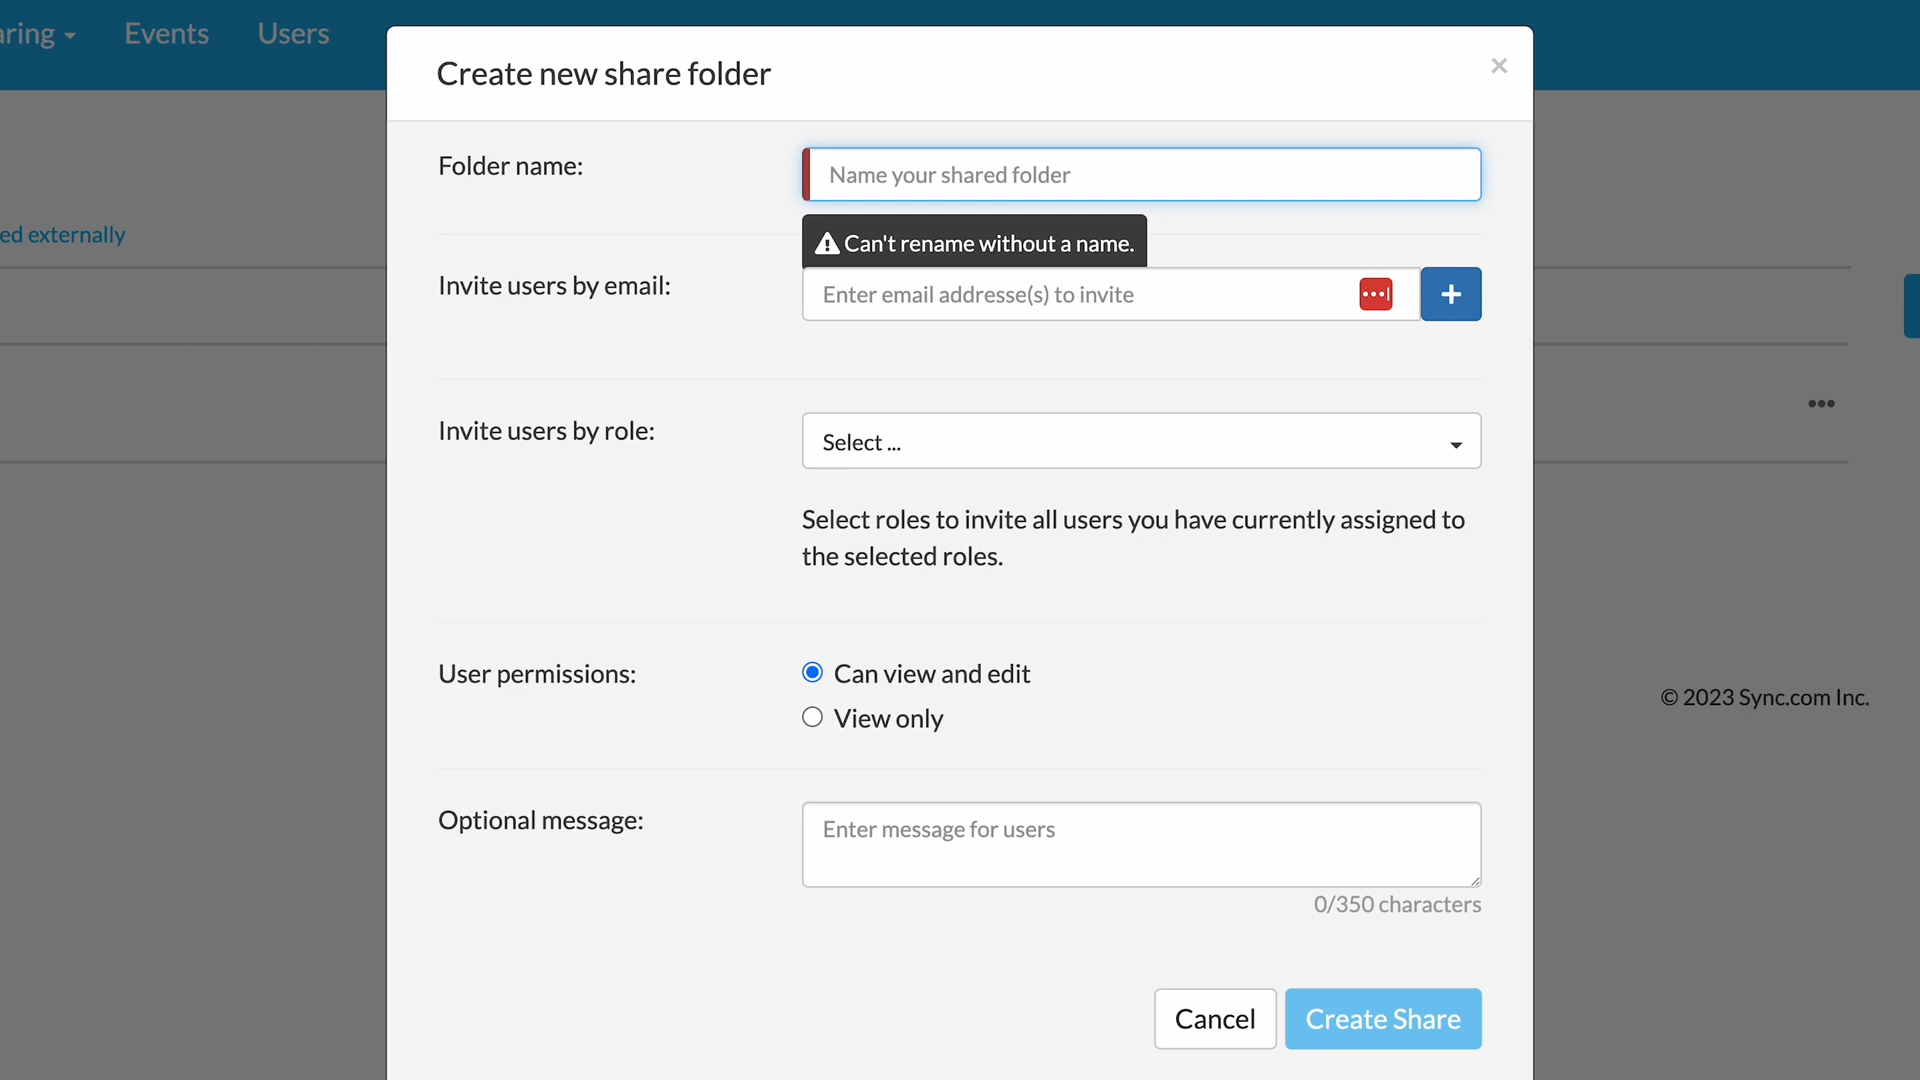 aring
Events
Users
Create new share folder
×
Folder name:
Name your shared folder
Can't rename without a name.
ed externally
Invite users by email:
Enter email addresse(s) to invite
+
Invite users by role:
Select ...
Select roles to invite all users you have currently assigned to
the selected roles.
User permissions:
Can view and edit
View only
© 2023 Sync.com Inc.
Optional message:
Enter message for users
0/350 characters
Cancel
Create Share